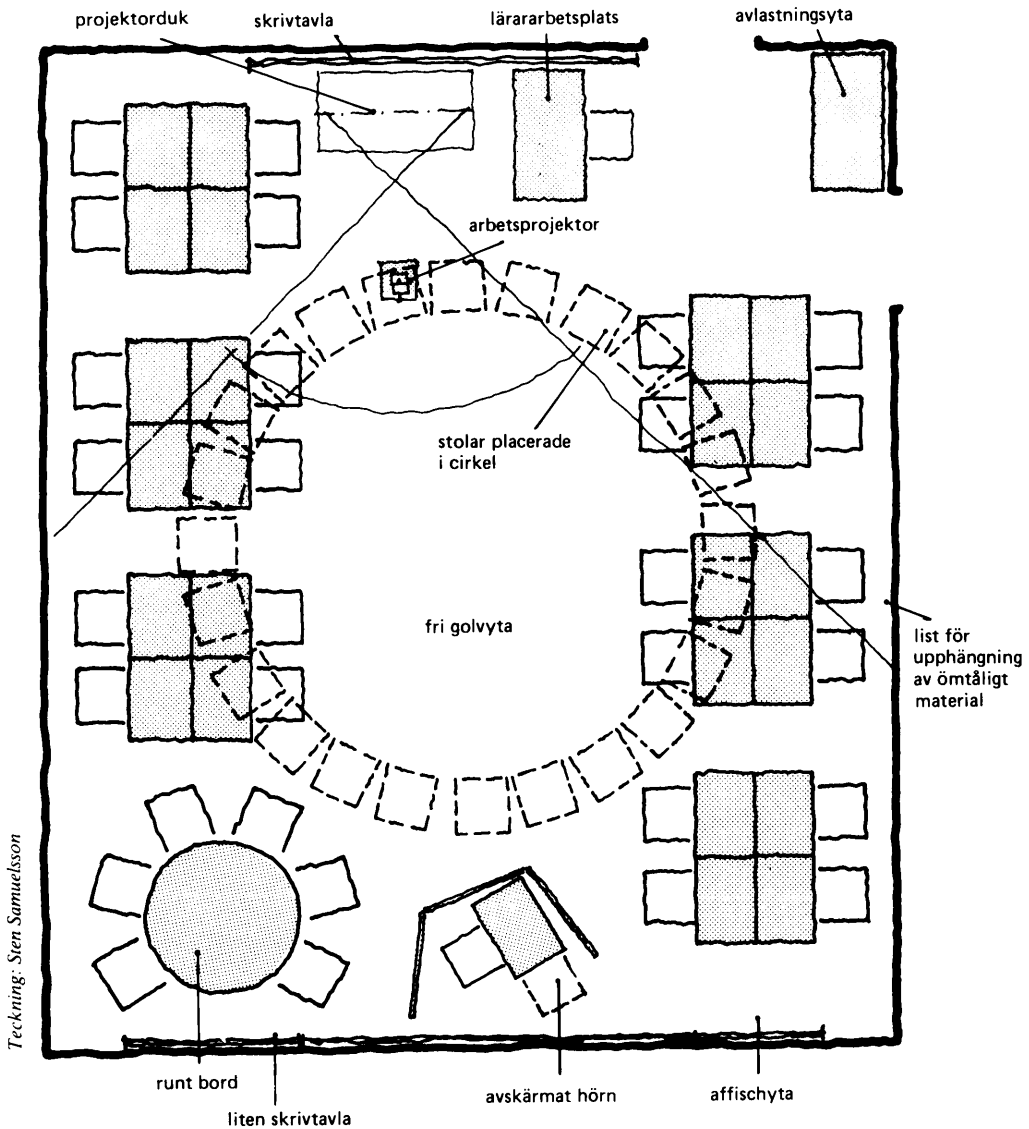 projektorduk
skrivtavla
lärararbetsplats
avlastningsyta
arbetsprojektor
stolar placerade
i cirkel
fri golvyta
list för
upphängning
av ömtåligt
material
Teckning: Sten Samuelsson
runt bord
liten skrivtavla
avskärmat hörn
affischyta